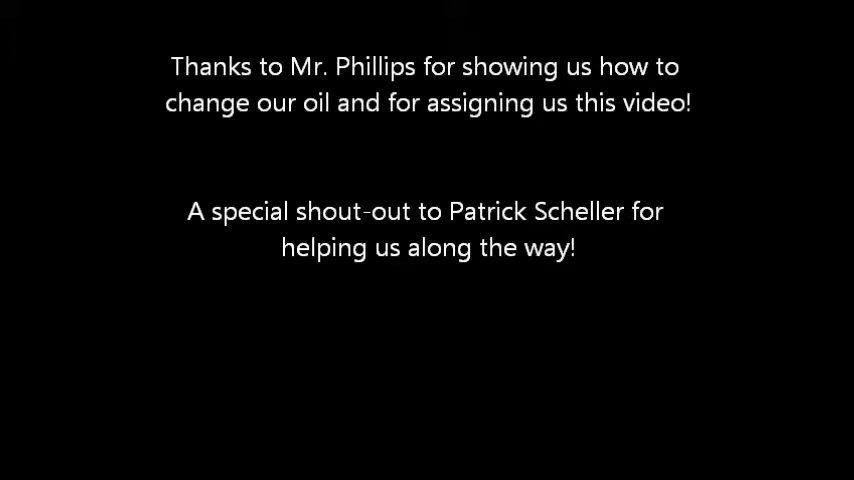 Thanks to Mr. Phillips for showing us how to
change our oil and for assigning us this video!
A special shout-out to Patrick Scheller for
helping us along the way!